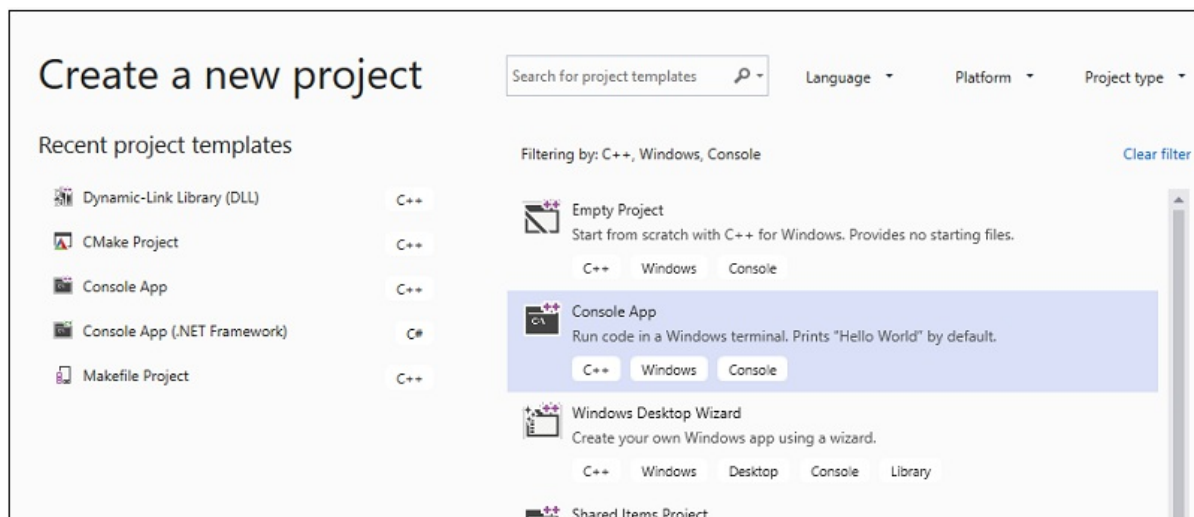 Create a new project
Search for project templates
Language
Platform
Project type
Recent project templates
Dynamic-Link Library (DLL)
C++
CMake Project
C++
Console App
C++
Console App (.NET Framework)
C#
Makefile Project
C++
Filtering by: C++, Windows, Console
Clear filter
Empty Project
Start from scratch with C++ for Windows. Provides no starting files.
C++ Windows Console
Console App
Run code in a Windows terminal. Prints "Hello World" by default.
C++ Windows Console
Windows Desktop Wizard
Create your own Windows app using a wizard.
C++ Windows Desktop Console Library
Shared Items Project